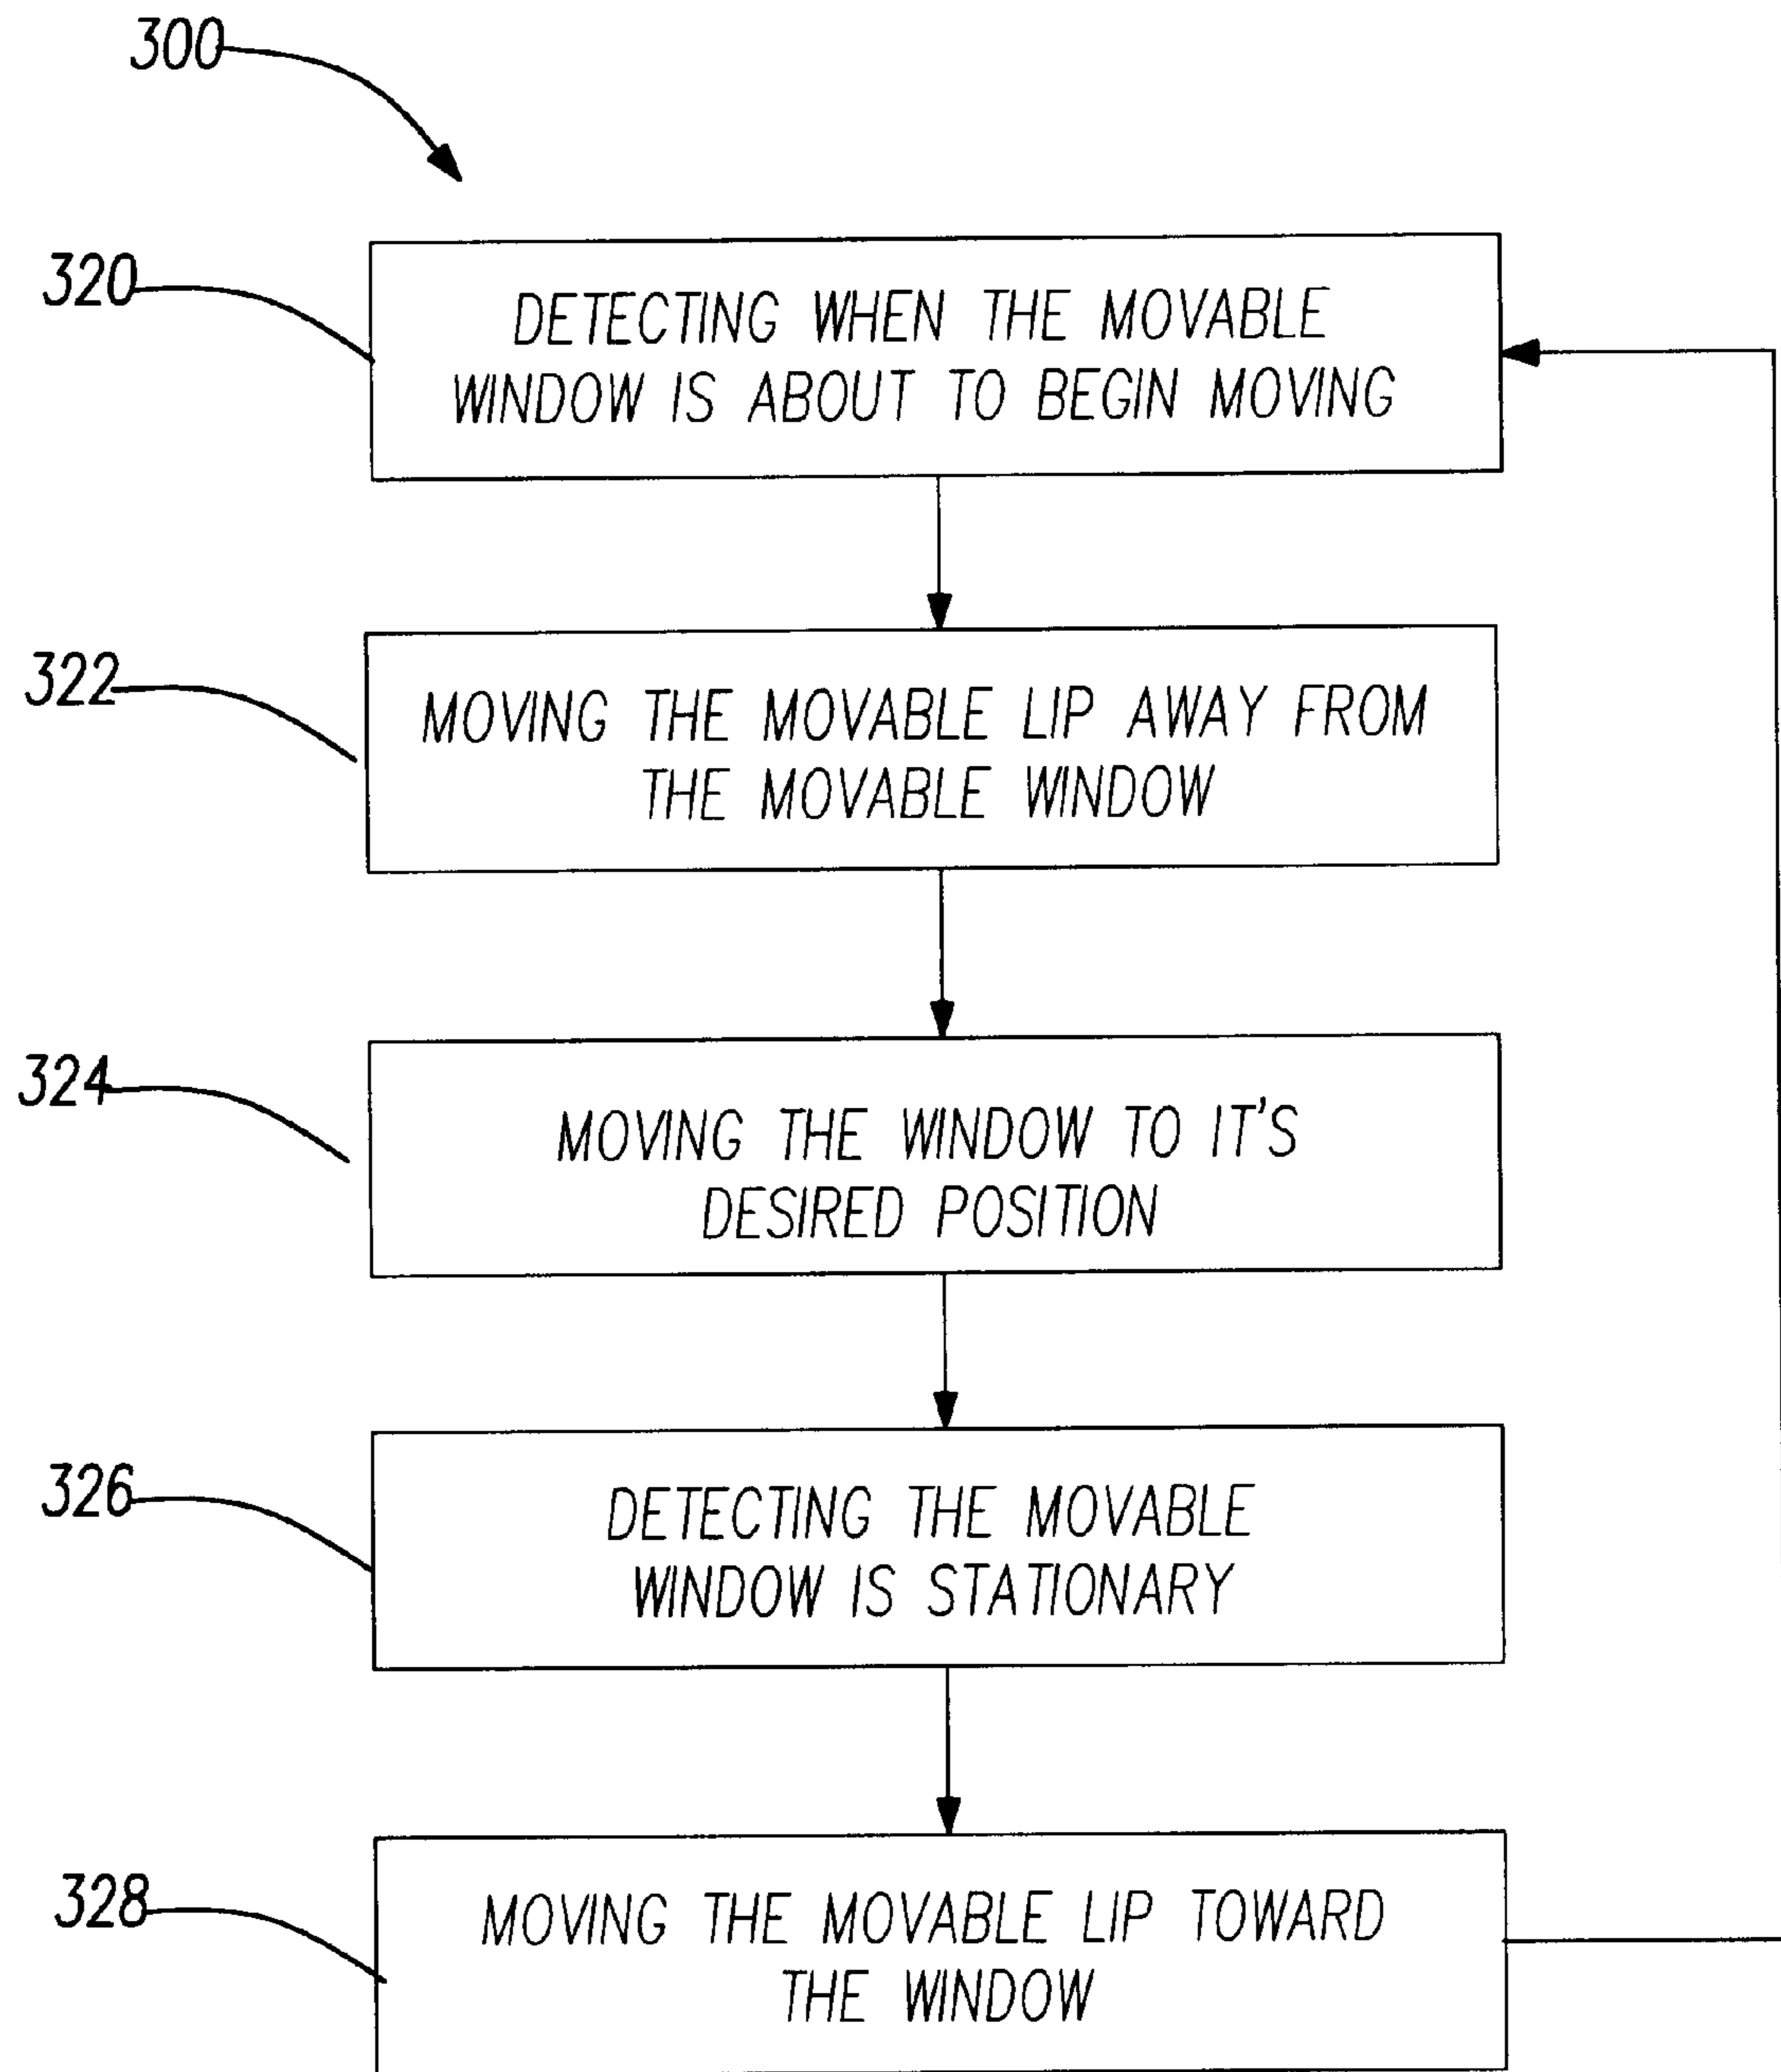 300
320
DETECTING WHEN THE MOVABLE
WINDOW IS ABOUT TO BEGIN MOVING
322
MOVING THE MOVABLE LIP AWAY FROM
THE MOVABLE WINDOW
324
MOVING THE WINDOW TO IT'S
DESIRED POSITION
326
DETECTING THE MOVABLE
WINDOW IS STATIONARY
328
MOVING THE MOVABLE LIP TOWARD
THE WINDOW